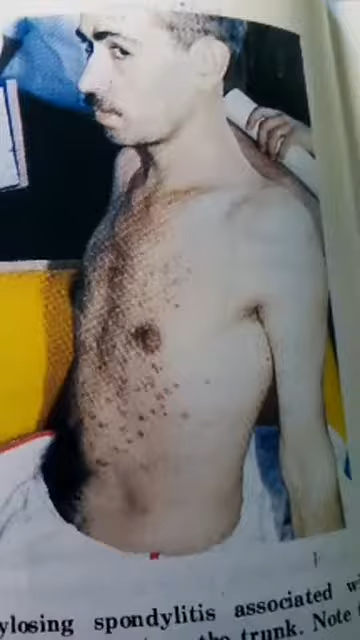 ylosing spondylitis associated w
the trunk. Note